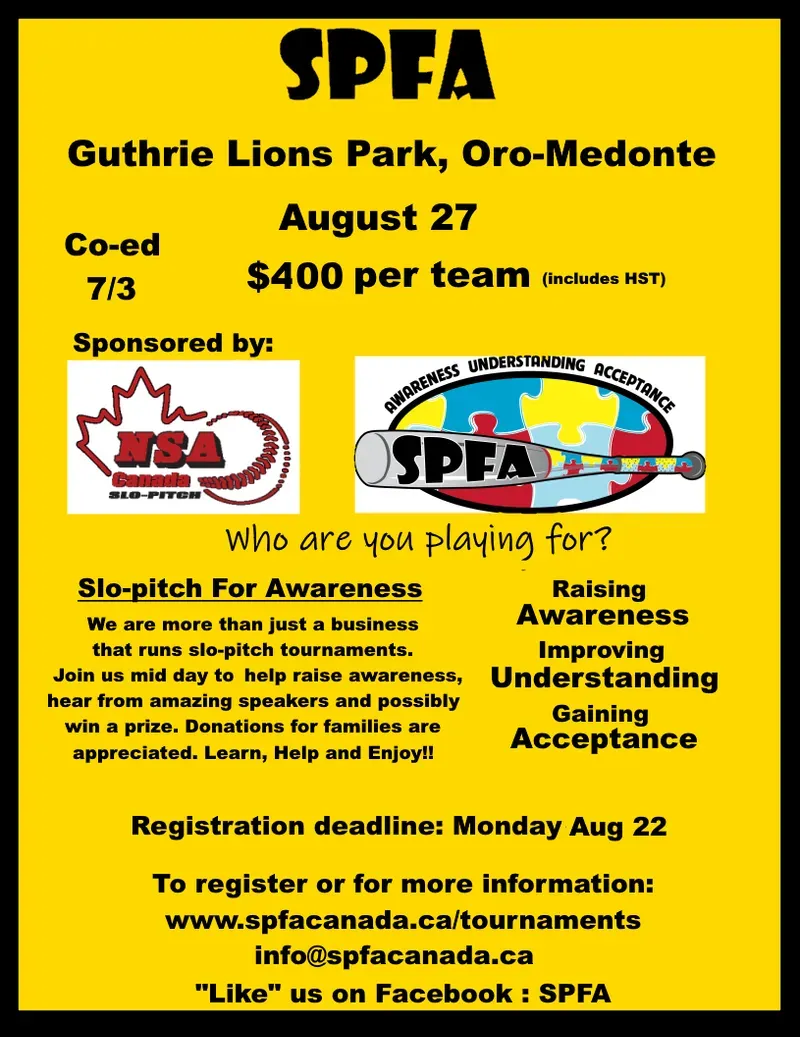 SPFA
Guthrie Lions Park, Oro-Medonte
August 27
Co-ed
7/3
$400 per team (includes HST)
Sponsored by:
NSA
Canada
SLO-PITCH
AWARENESS UNDERSTANDING ACCEPTANCE
SPFA
Who are you playing for?
Slo-pitch For Awareness
We are more than just a business
that runs slo-pitch tournaments.
Join us mid day to help raise awareness,
hear from amazing speakers and possibly
win a prize. Donations for families are
appreciated. Learn, Help and Enjoy!!
Raising
Awareness
Improving
Understanding
Gaining
Acceptance
Registration deadline: Monday Aug 22
To register or for more information:
www.spfacanada.ca/tournaments
info@spfacanada.ca
"Like" us on Facebook : SPFA